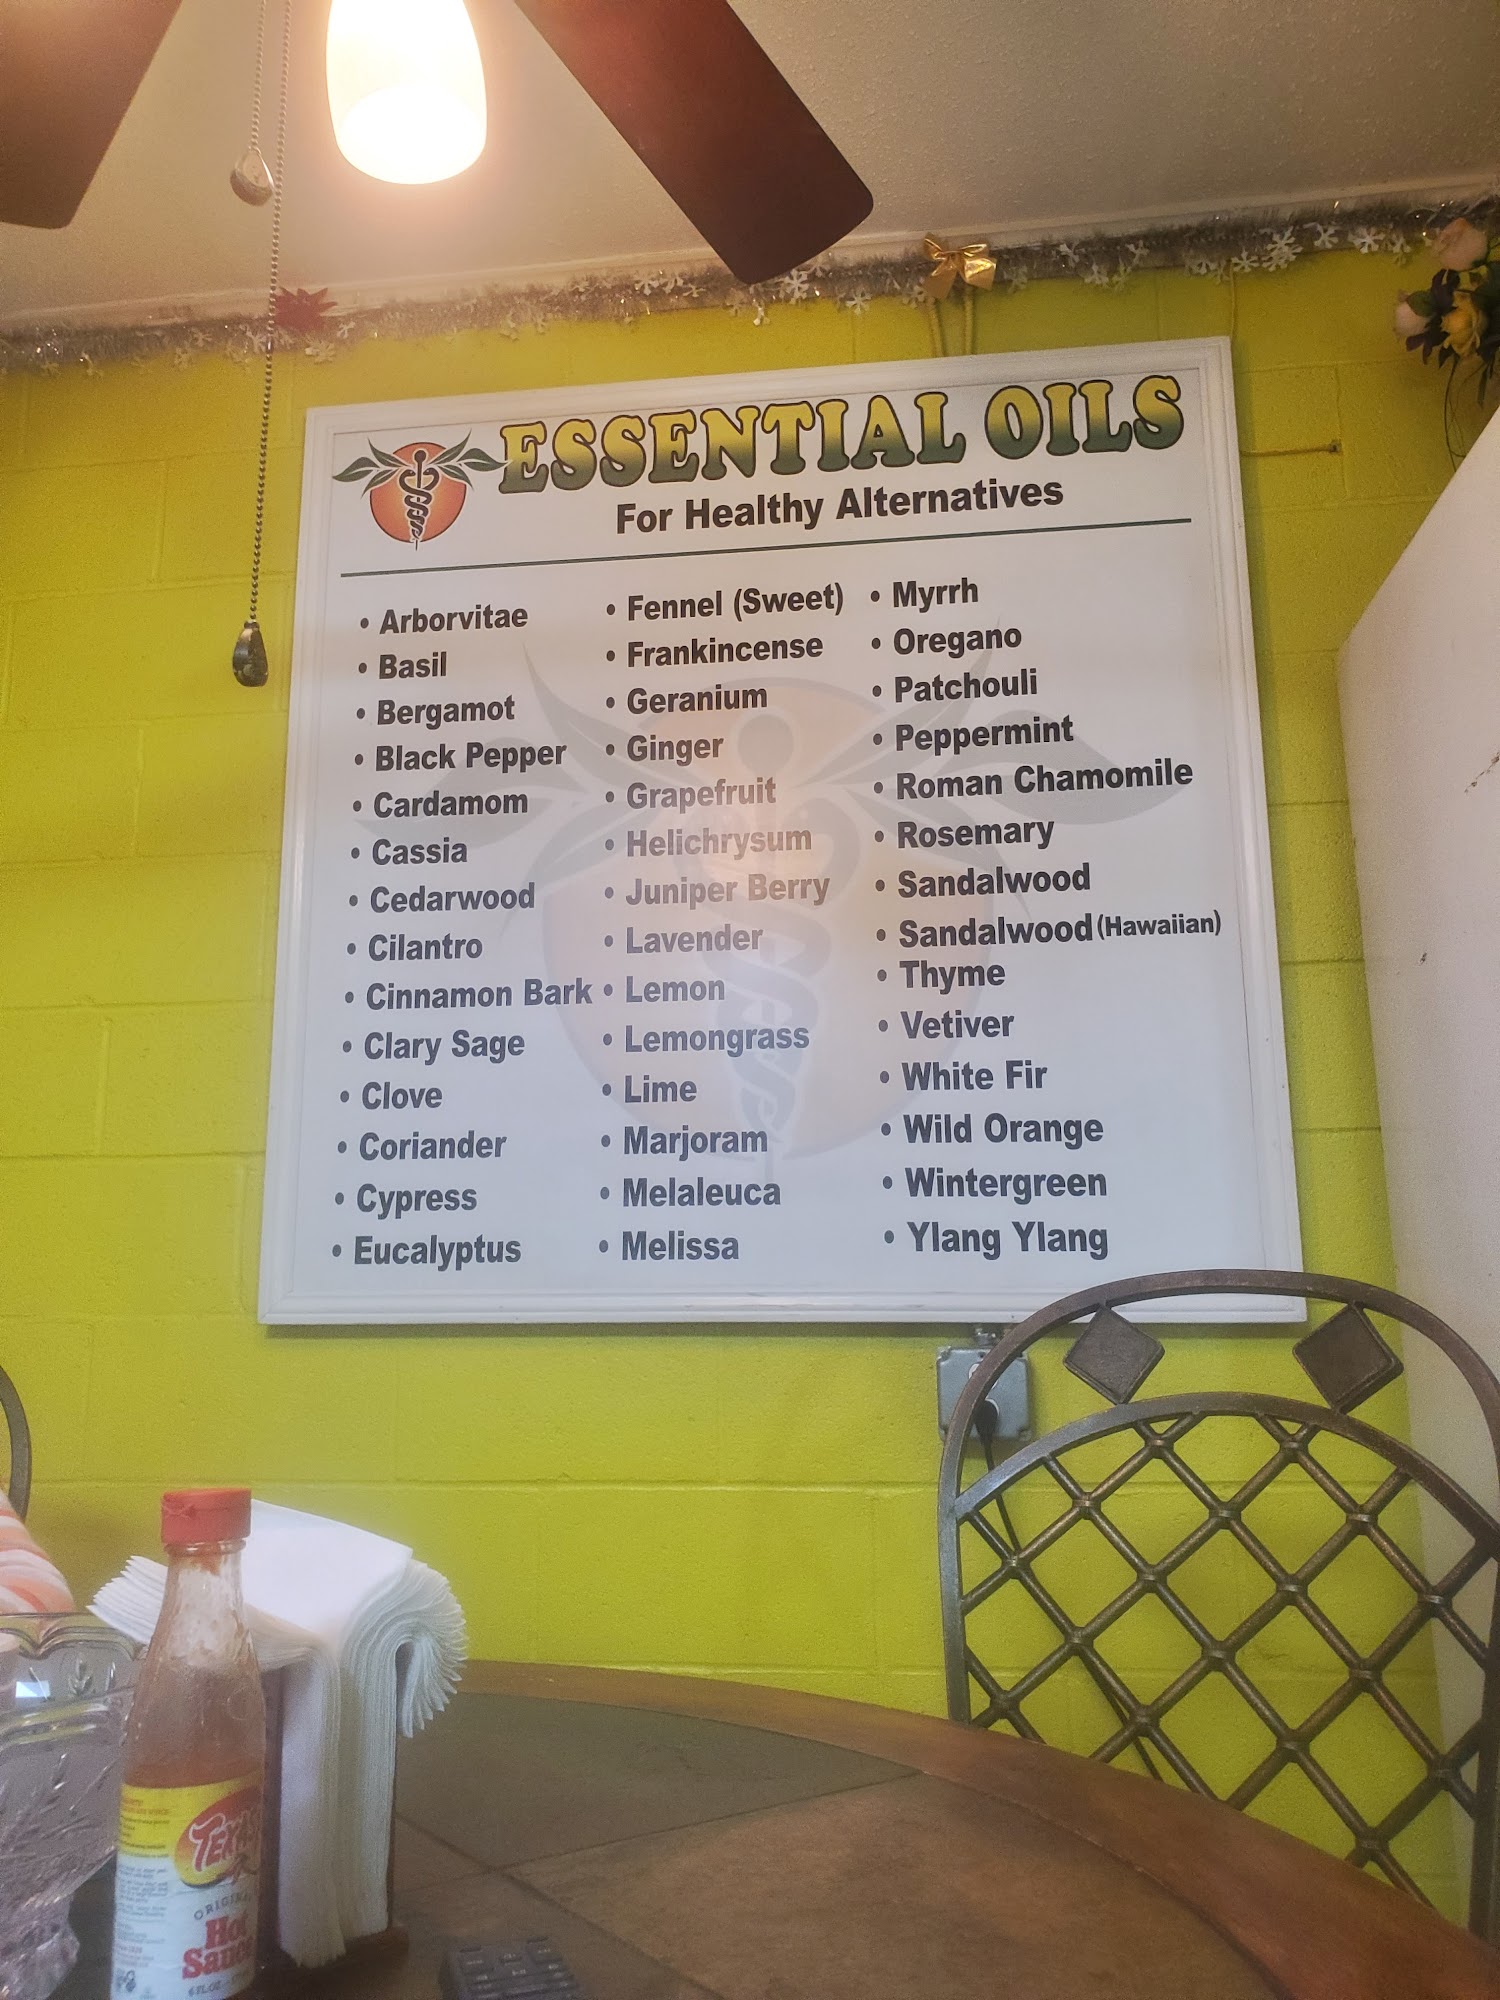 ESSENTIAL OILS
For Healthy Alternatives
• Arborvitae
• Basil
• Bergamot
• Black Pepper
• Cardamom
• Cassia
• Cedarwood
• Cilantro
• Cinnamon Bark
• Clary Sage
• Clove
• Coriander
• Cypress
• Eucalyptus
• Fennel (Sweet)
• Frankincense
• Geranium
• Ginger
• Grapefruit
• Helichrysum
• Juniper Berry
• Lavender
• Lemon
• Lemongrass
• Lime
• Marjoram
• Melaleuca
• Melissa
• Myrrh
• Oregano
• Patchouli
• Peppermint
• Roman Chamomile
• Rosemary
• Sandalwood
• Sandalwood (Hawaiian)
• Thyme
• Vetiver
• White Fir
• Wild Orange
• Wintergreen
• Ylang Ylang
Hot